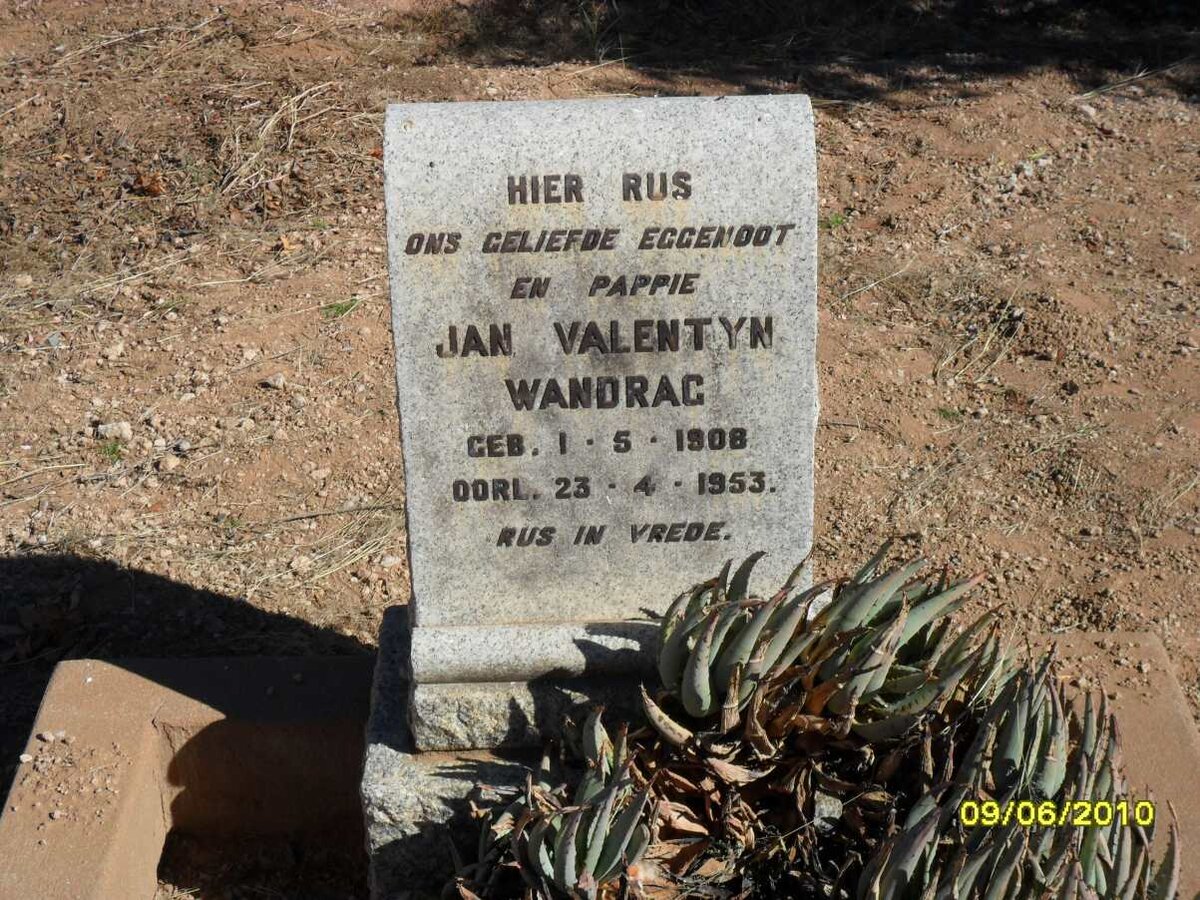 HIER RUS
ONS GELIEFDE EGGENOOT
EN PAPPIE
JAN VALENTYN
WANDRAG
GEB. 1 · 5 · 1908
OORL. 23 · 4 · 1953.
RUS IN VREDE.
09/06/2010